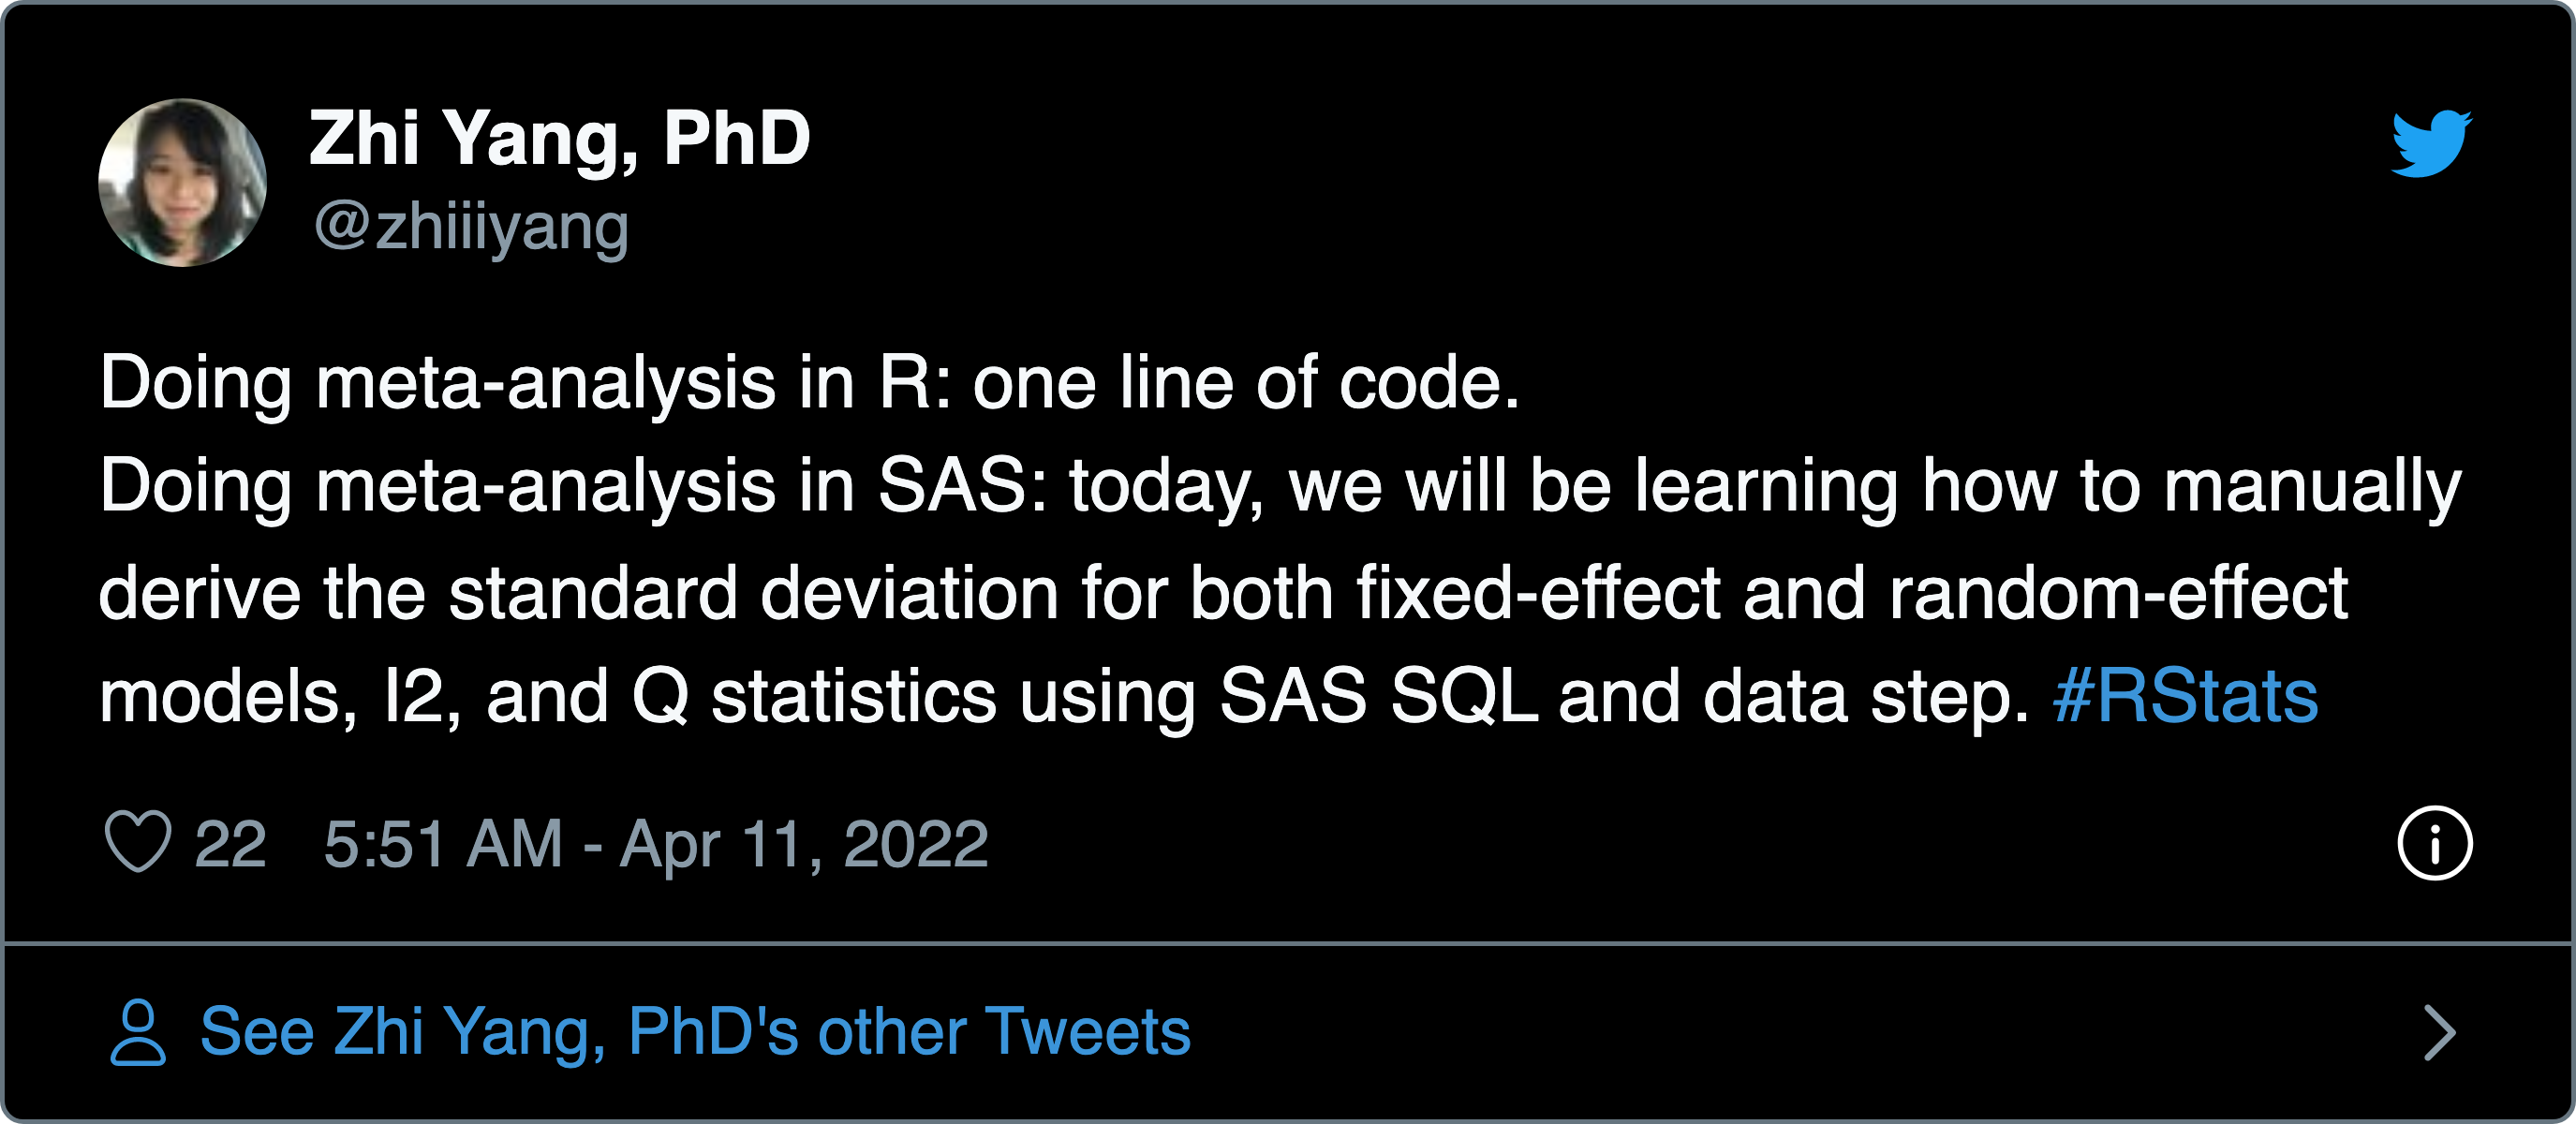 Zhi Yang, PhD
@zhiiiyang
Doing meta-analysis in R: one line of code.
Doing meta-analysis in SAS: today, we will be learning how to manually
derive the standard deviation for both fixed-effect and random-effect
models, I2, and Q statistics using SAS SQL and data step. #RStats
22 5:51 AM - Apr 11, 2022
See Zhi Yang, PhD's other Tweets